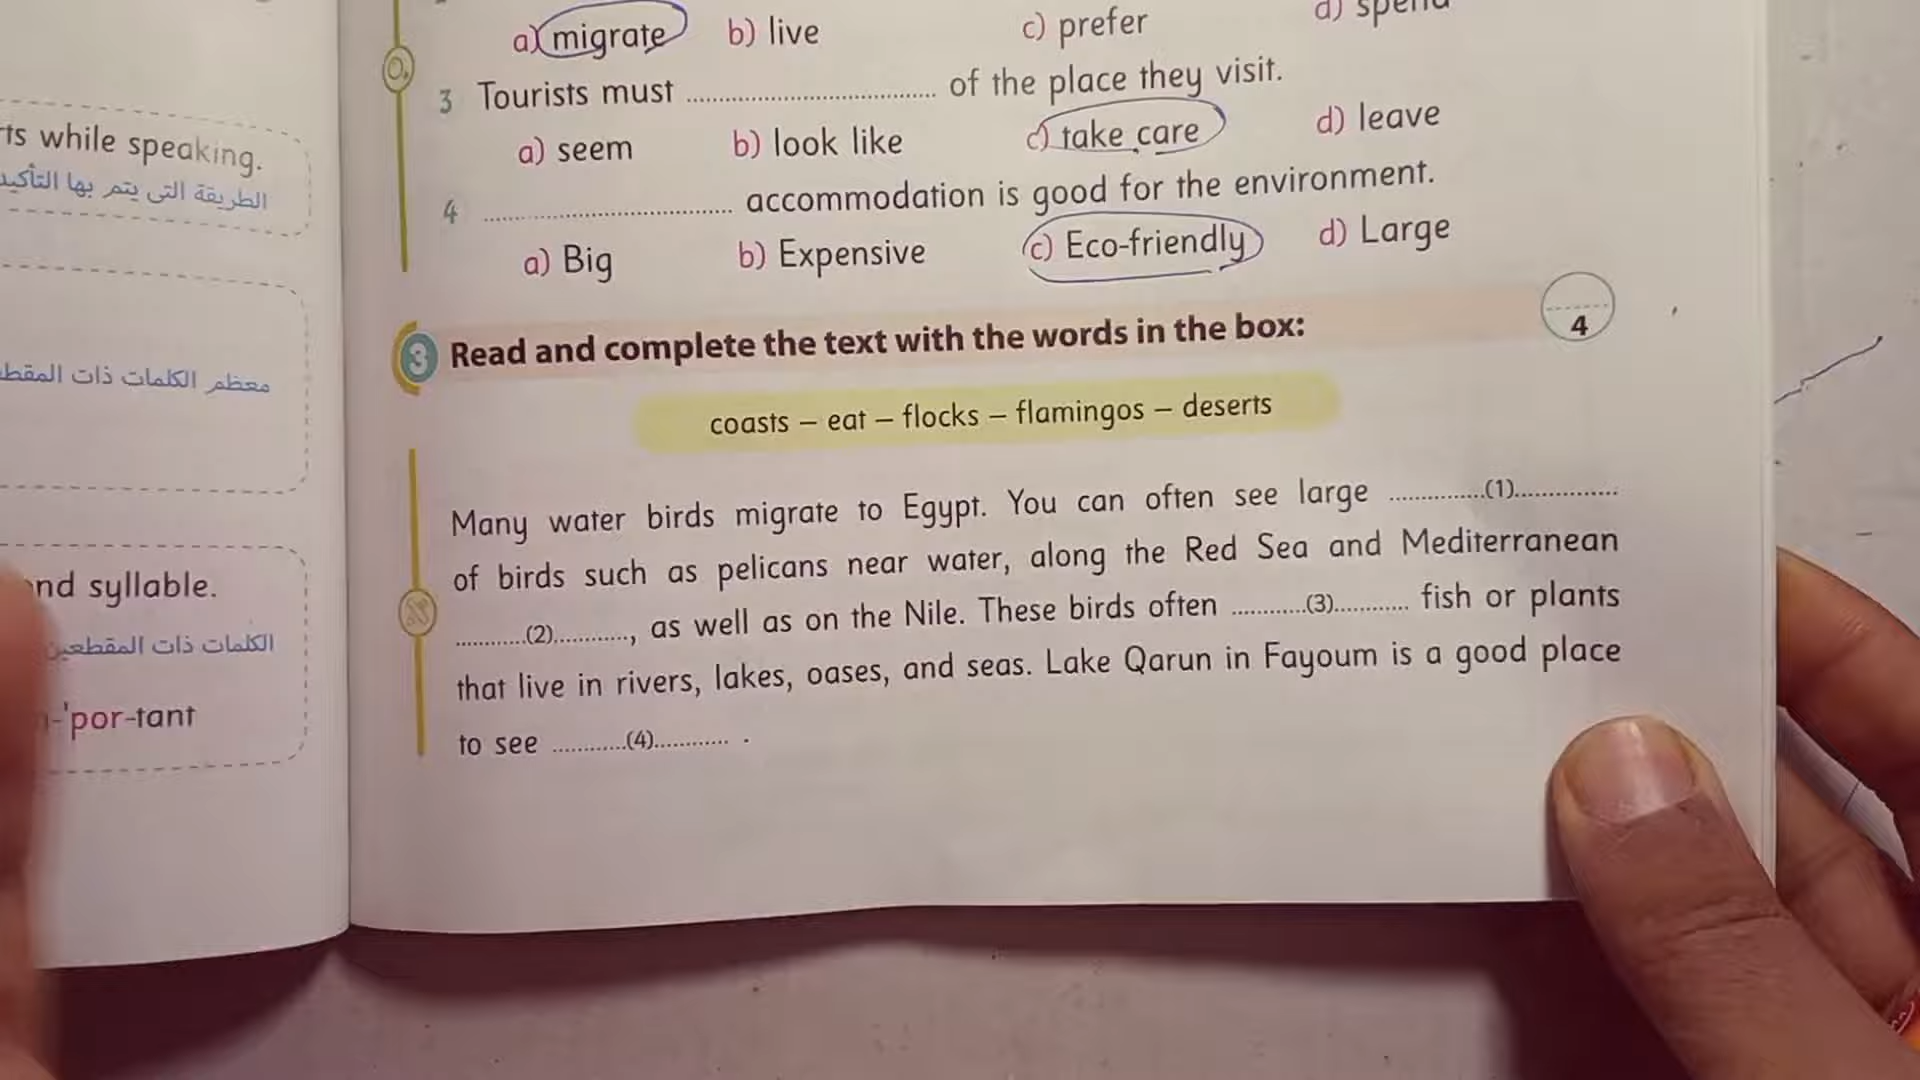 rts while speaking.
الطريقة التى يتم بها التأكيد
معظم الكلمات ذات
nd syllable.
الكلمات ذات المقطعين
-'por-tant
a) migrate b) live c) prefer d) spend
3 Tourists must .................................... of the place they visit.
a) seem b) look like c) take care d) leave
4 .................................... accommodation is good for the environment.
a) Big b) Expensive c) Eco-friendly d) Large
3 Read and complete the text with the words in the box:
4
coasts – eat – flocks – flamingos – deserts
Many water birds migrate to Egypt. You can often see large ...............(1)................
of birds such as pelicans near water, along the Red Sea and Mediterranean
............(2)............, as well as on the Nile. These birds often ............(3)............ fish or plants
that live in rivers, lakes, oases, and seas. Lake Qarun in Fayoum is a good place
to see ............(4)............ .